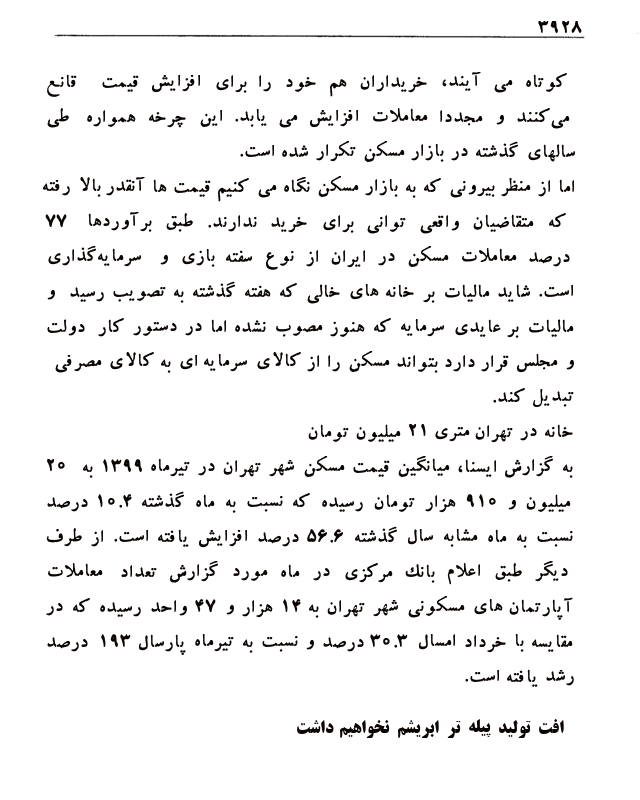 ۳۹۲۸
کوتاه می آیند، خریداران هم خود را برای افزایش قیمت قانع
می‌کنند و مجددا معاملات افزایش می یابد. این چرخه همواره طی
سالهای گذشته در بازار مسکن تکرار شده است.
اما از منظر بیرونی که به بازار مسکن نگاه می کنیم قیمت ها آنقدر بالا رفته
که متقاضیان واقعی توانی برای خرید ندارند. طبق برآوردها ۷۷
درصد معاملات مسکن در ایران از نوع سفته بازی و سرمایه‌گذاری
است. شاید مالیات بر خانه های خالی که هفته گذشته به تصویب رسید و
مالیات بر عایدی سرمایه که هنوز مصوب نشده اما در دستور کار دولت
و مجلس قرار دارد بتواند مسکن را از کالای سرمایه ای به کالای مصرفی
تبدیل کند.
خانه در تهران متری ۲۱ میلیون تومان
به گزارش ایسنا، میانگین قیمت مسکن شهر تهران در تیرماه ۱۳۹۹ به ۲۰
میلیون و ۹۱۰ هزار تومان رسیده که نسبت به ماه گذشته ۱۰.۴ درصد
نسبت به ماه مشابه سال گذشته ۵۶.۶ درصد افزایش یافته است. از طرف
دیگر طبق اعلام بانک مرکزی در ماه مورد گزارش تعداد معاملات
آپارتمان های مسکونی شهر تهران به ۱۴ هزار و ۴۷ واحد رسیده که در
مقایسه با خرداد امسال ۳۰.۳ درصد و نسبت به تیرماه پارسال ۱۹۳ درصد
رشد یافته است.
افت تولید پیله تر ابریشم نخواهیم داشت